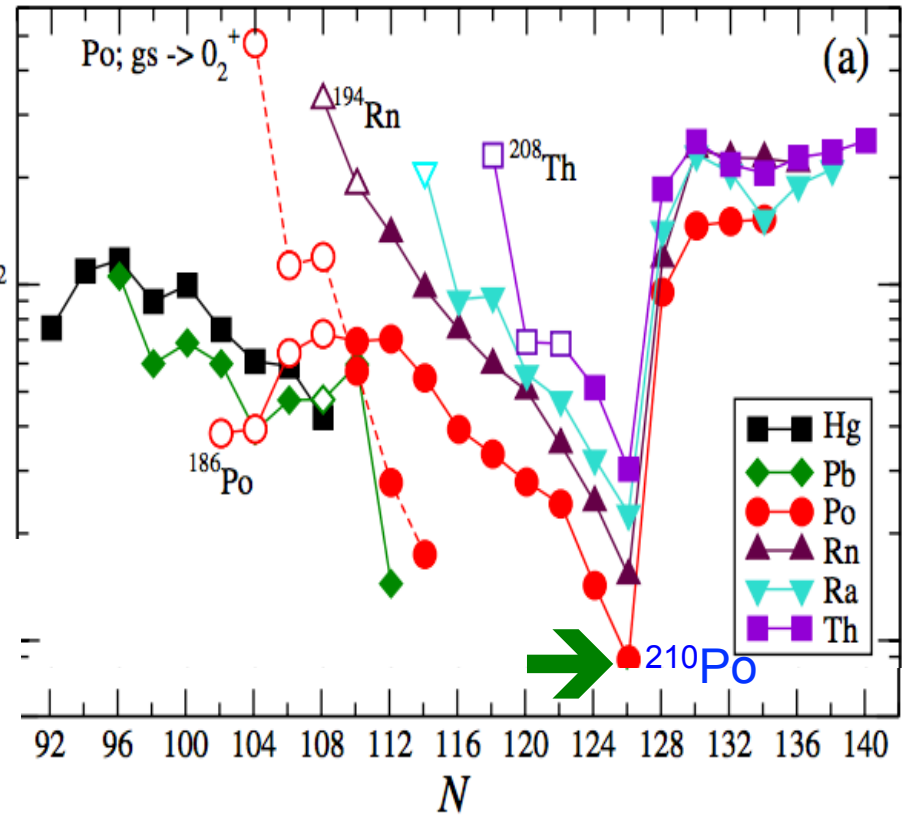 Po; gs -> 0₂⁺
(a)
¹⁹⁴Rn
²⁰⁸Th
2
¹⁸⁶Po
Hg
Pb
Po
Rn
Ra
Th
²¹⁰Po
92 96 100 104 108 112 116 120 124 128 132 136 140
N